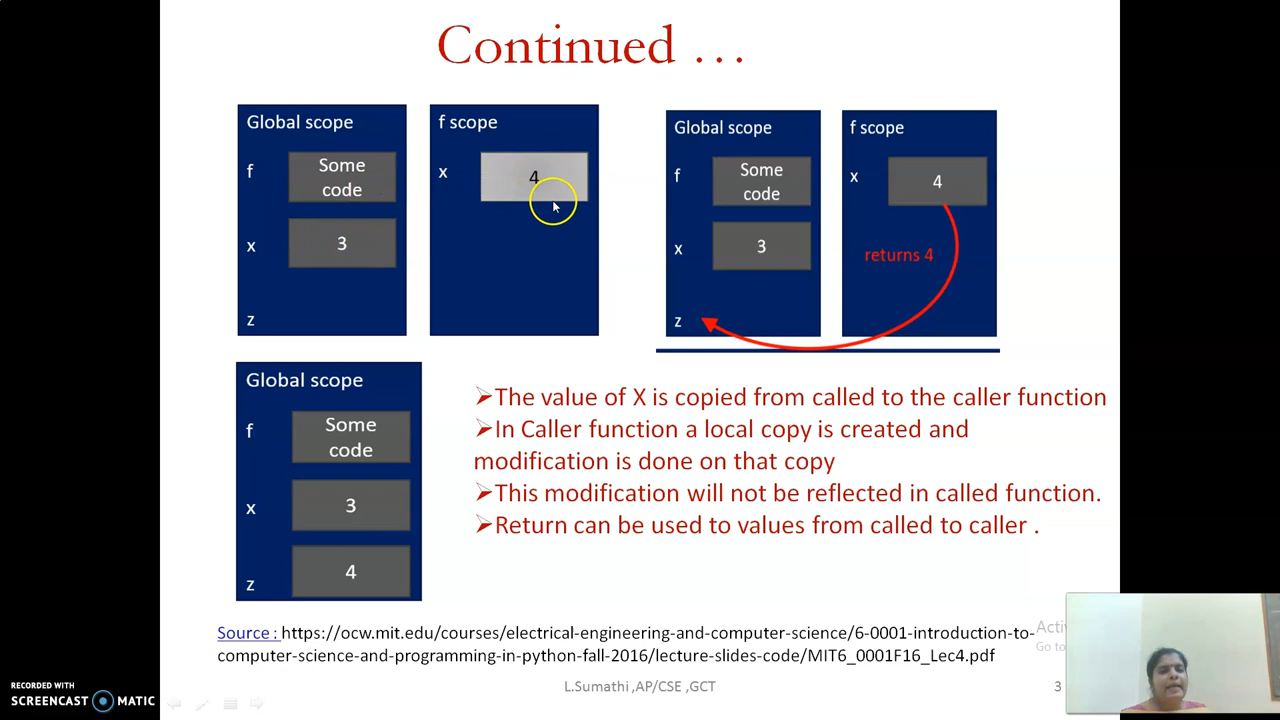 Continued …
Global scope
f
Some
code
x
3
z
f scope
x
4
Global scope
f
Some
code
x
3
z
f scope
x
4
returns 4
Global scope
f
Some
code
x
3
z
4
➢The value of X is copied from called to the caller function
➢In Caller function a local copy is created and
modification is done on that copy
➢This modification will not be reflected in called function.
➢Return can be used to values from called to caller .
Source : https://ocw.mit.edu/courses/electrical-engineering-and-computer-science/6-0001-introduction-to-
computer-science-and-programming-in-python-fall-2016/lecture-slides-code/MIT6_0001F16_Lec4.pdf
Acti
Go to
L.Sumathi ,AP/CSE ,GCT
3
RECORDED WITH
SCREENCAST MATIC